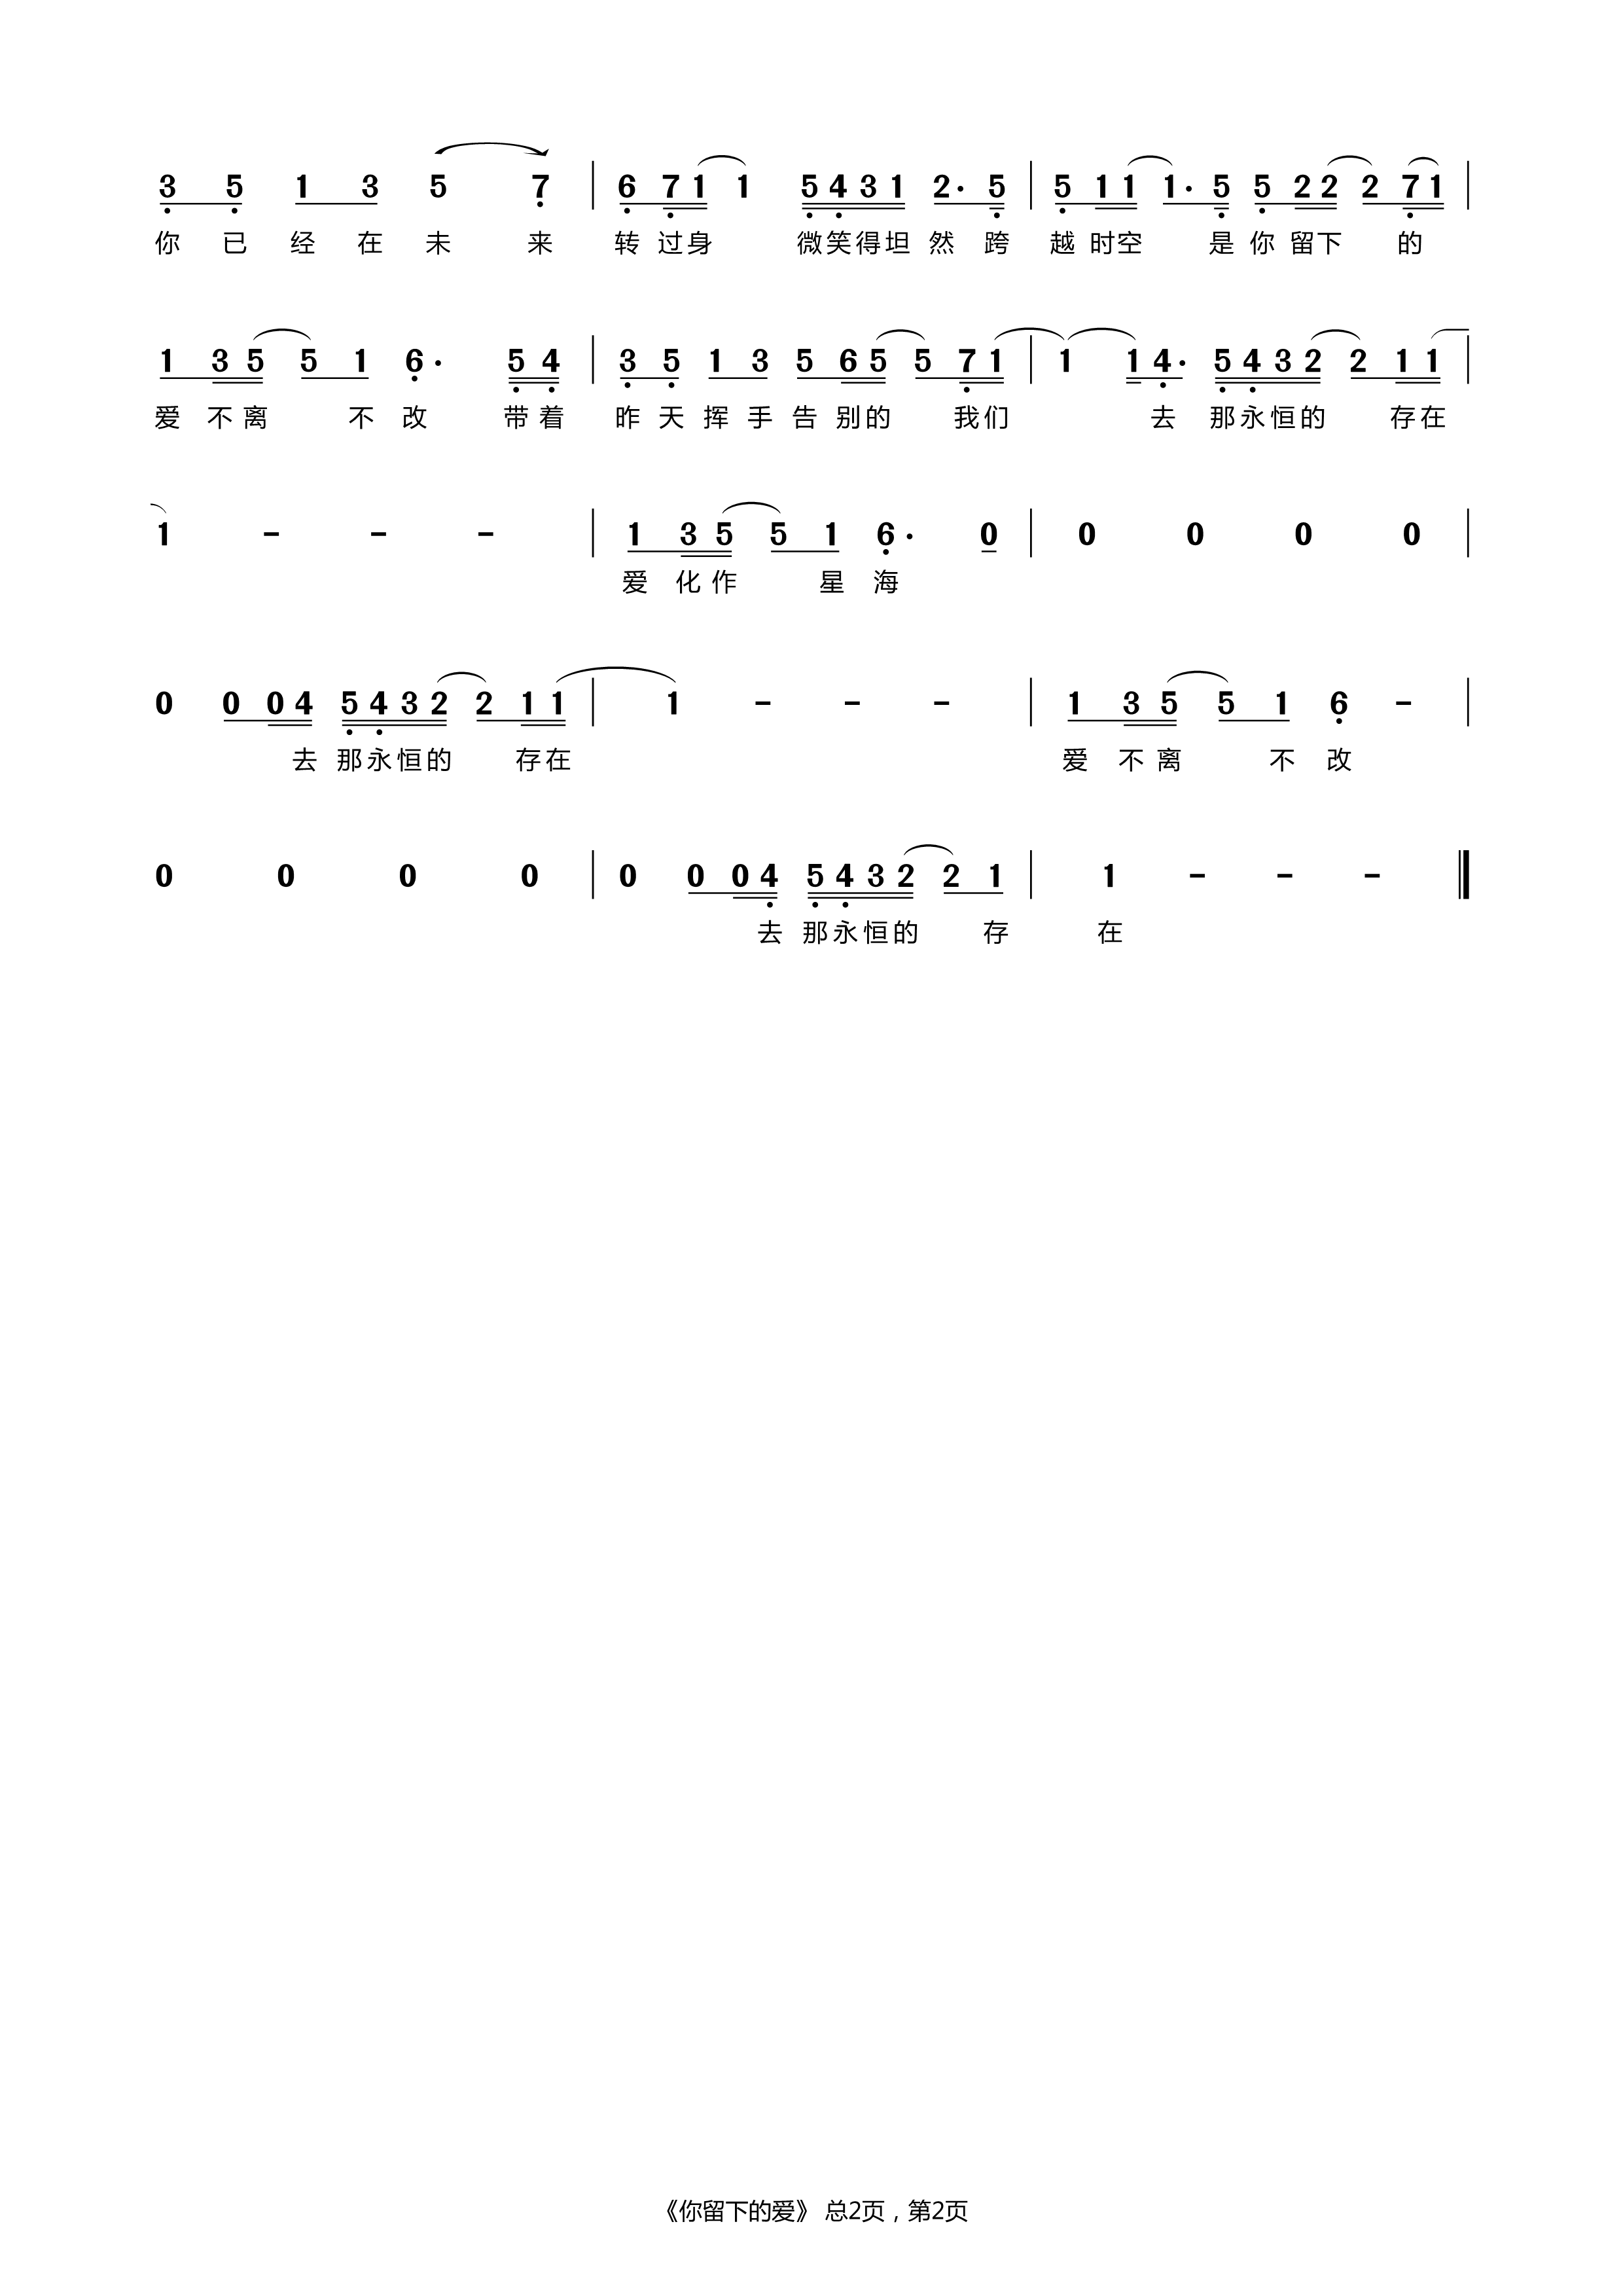 3 5 1 3 5 7 | 6 7 1 1 5 4 3 1 2· 5 | 5 1 1 1· 5 5 2 2 2 7 1 |
你 已 经 在 未 来 转 过 身 微 笑 得 坦 然 跨 越 时 空 是 你 留 下 的
1 3 5 5 1 6· 5 4 | 3 5 1 3 5 6 5 5 7 1 | 1 1 4· 5 4 3 2 2 1 1 |
爱 不 离 不 改 带 着 昨 天 挥 手 告 别 的 我 们 去 那 永 恒 的 存 在
1 - - - | 1 3 5 5 1 6· 0 | 0 0 0 0 |
爱 化 作 星 海
0 0 0 4 5 4 3 2 2 1 1 | 1 - - - | 1 3 5 5 1 6 - |
去 那 永 恒 的 存 在 爱 不 离 不 改
0 0 0 0 | 0 0 0 4 5 4 3 2 2 1 | 1 - - - ‖
去 那 永 恒 的 存 在
《你留下的爱》 总2页，第2页